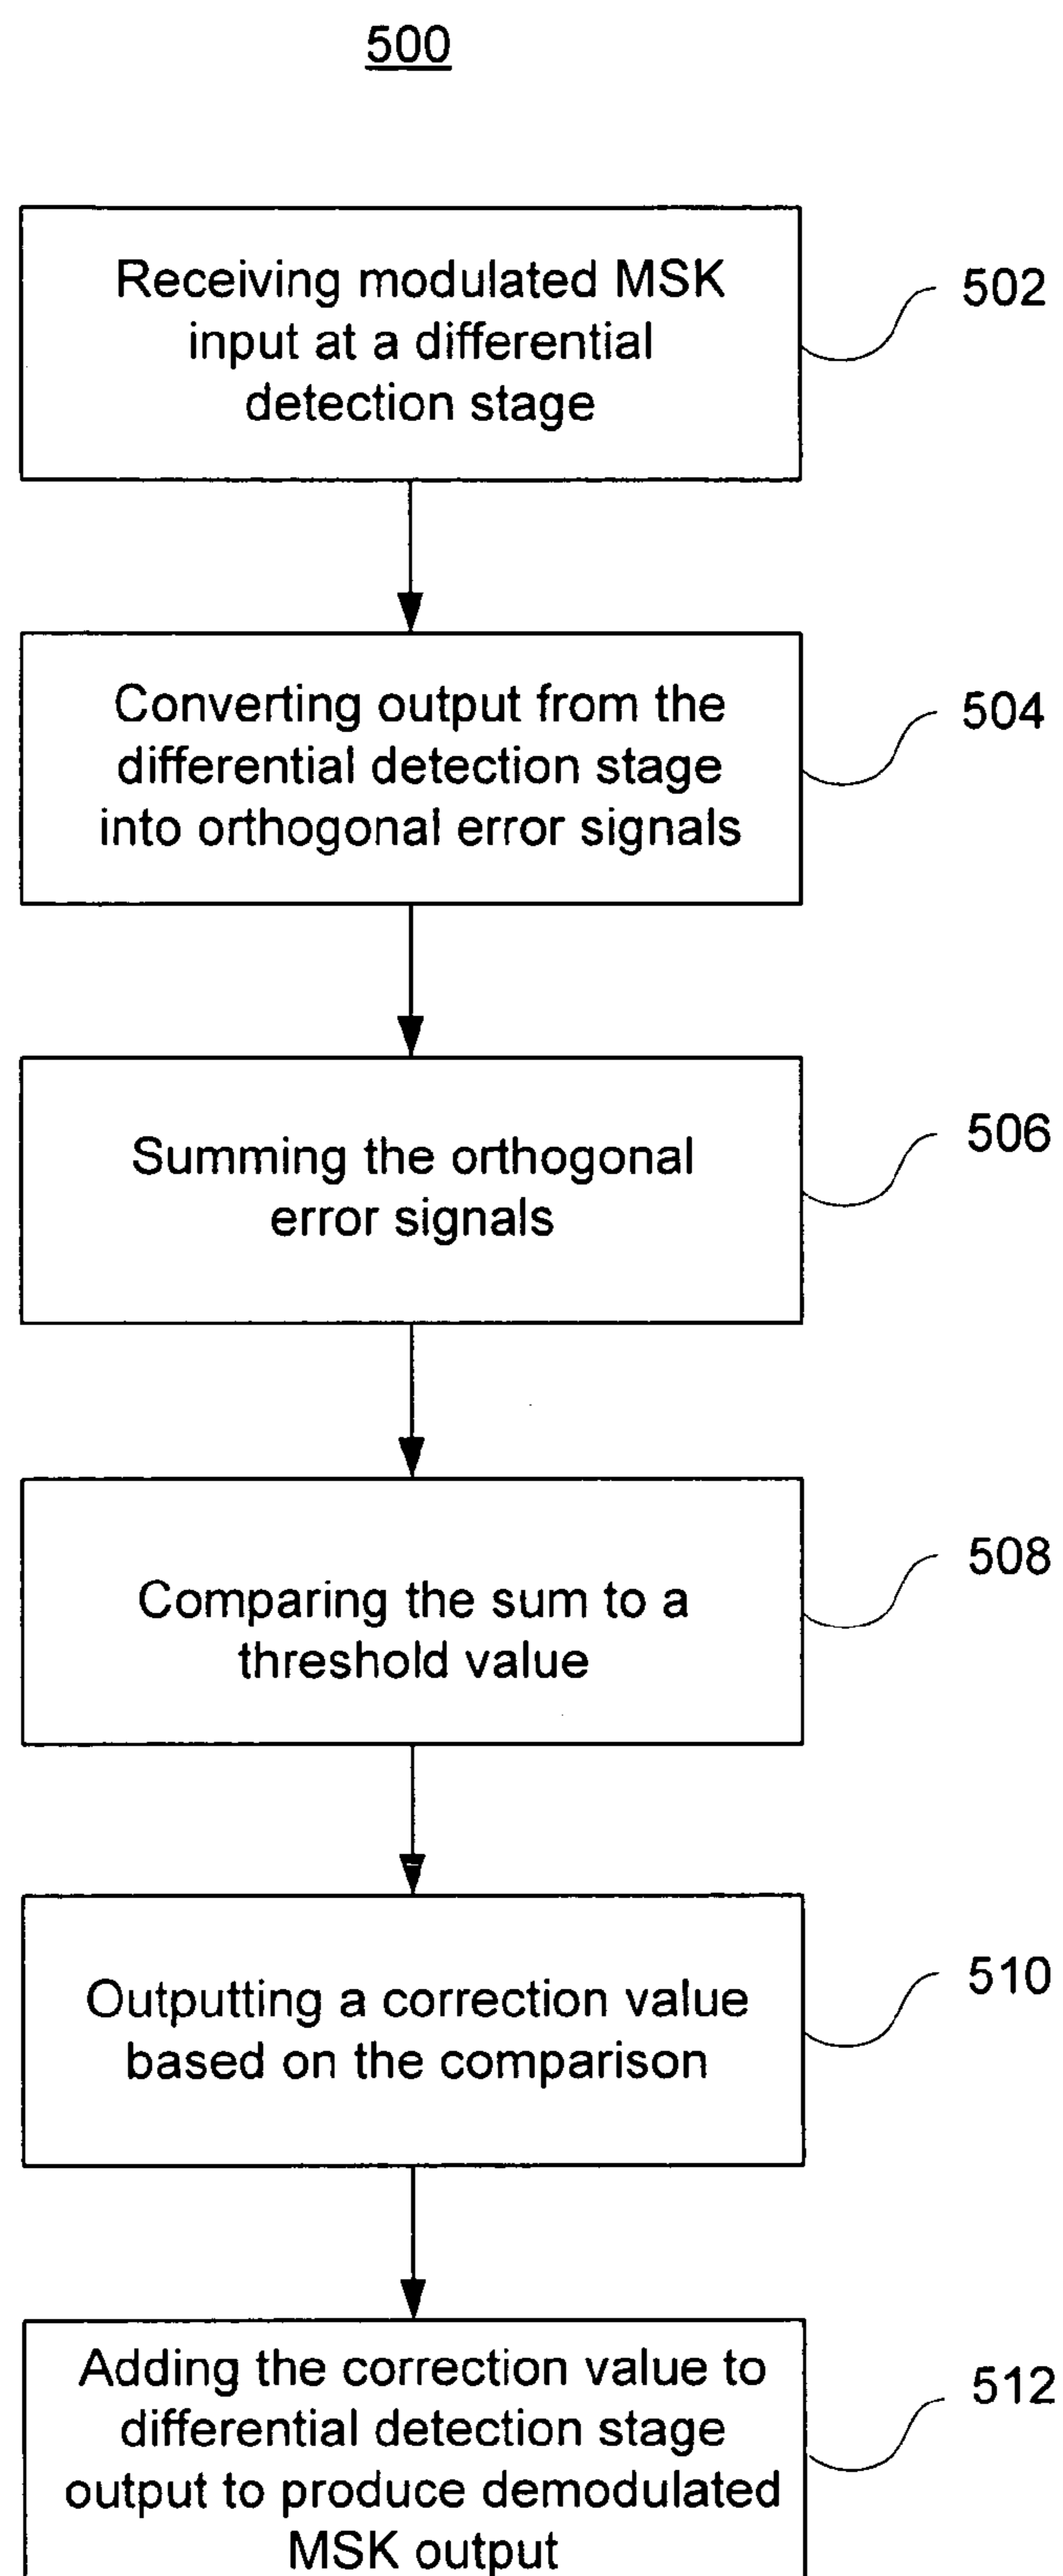 500
Receiving modulated MSK
input at a differential
detection stage
502
Converting output from the
differential detection stage
into orthogonal error signals
504
Summing the orthogonal
error signals
506
Comparing the sum to a
threshold value
508
Outputting a correction value
based on the comparison
510
Adding the correction value to
differential detection stage
output to produce demodulated
MSK output
512